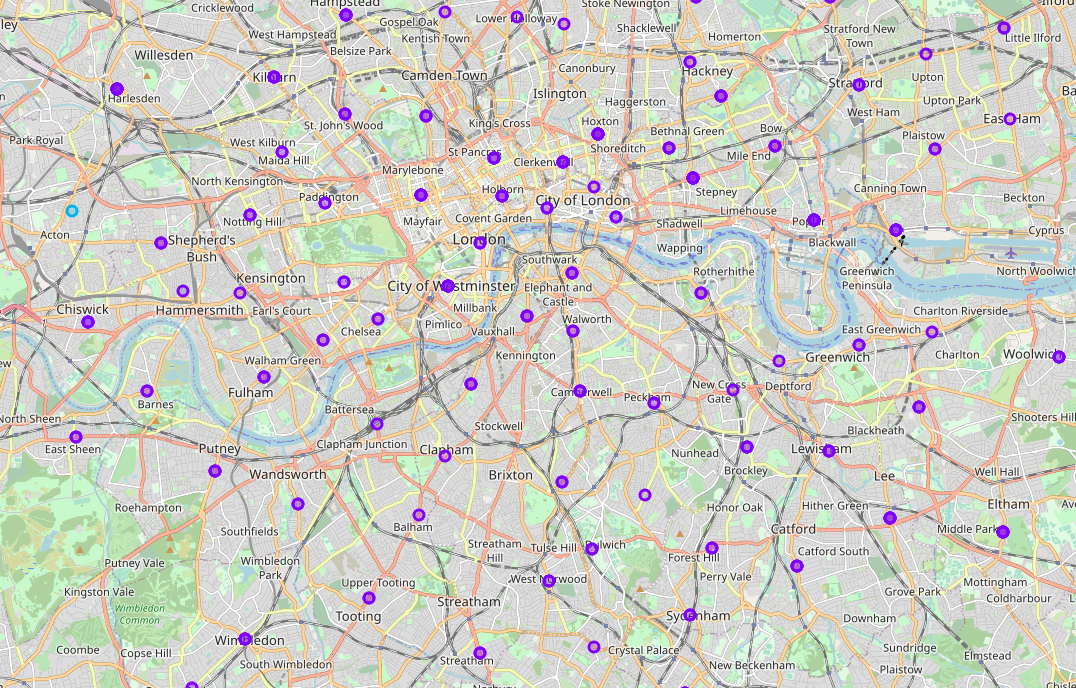 Cricklewood
Hampstead
Gospel Oak
Lower Holloway
Stoke Newington
Ilford
ley
West Hampstead
Kentish Town
Shacklewell
Homerton
Stratford New
Town
Little Ilford
Willesden
Belsize Park
Canonbury
Hackney
Kilburn
Camden Town
Upton
Stratford
Harlesden
Islington
Haggerston
Upton Park
Ba
St. John's Wood
King's Cross
Hoxton
West Ham
East Ham
Park Royal
West Kilburn
Shoreditch
Bethnal Green
Bow
Plaistow
Maida Hill
St Pancras
Clerkenwell
Mile End
Marylebone
North Kensington
Holborn
Stepney
Canning Town
Paddington
City of London
Notting Hill
Mayfair
Covent Garden
Shadwell
Limehouse
Poplar
Acton
Shepherd's
Bush
London
Wapping
Blackwall
Cyprus
Southwark
Rotherhithe
Greenwich
Peninsula
North Woolwich
Kensington
City of Westminster
Elephant and
Castle
Chiswick
Hammersmith
Earl's Court
Millbank
Charlton Riverside
Chelsea
Pimlico
Vauxhall
Walworth
East Greenwich
Walham Green
Kennington
Greenwich
Charlton
Woolwich
Fulham
Camberwell
Peckham
New Cross
Gate
Deptford
Barnes
Battersea
North Sheen
Stockwell
Shooters Hill
East Sheen
Putney
Clapham Junction
Clapham
Nunhead
Lewisham
Blackheath
Wandsworth
Brixton
Brockley
Lee
Well Hall
Roehampton
Honor Oak
Hither Green
Eltham
Ave
Southfields
Balham
Catford
Middle Park
Streatham
Hill
Tulse Hill
Dulwich
Forest Hill
Catford South
Putney Vale
Wimbledon
Park
Perry Vale
Upper Tooting
West Norwood
Mottingham
Kingston Vale
Grove Park
Coldharbour
Wimbledon
Common
Streatham
Tooting
Sydenham
Downham
Wimbledon
Coombe
Copse Hill
Crystal Palace
Sundridge
South Wimbledon
Streatham
New Beckenham
Elmstead
Plaistow